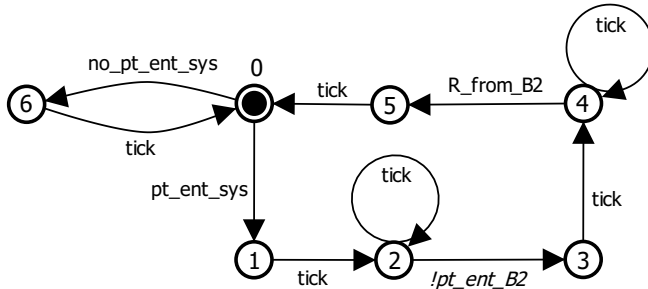 tick
no_pt_ent_sys
0
R_from_B2
6
5
4
tick
tick
pt_ent_sys
tick
tick
1
2
3
tick
!pt_ent_B2